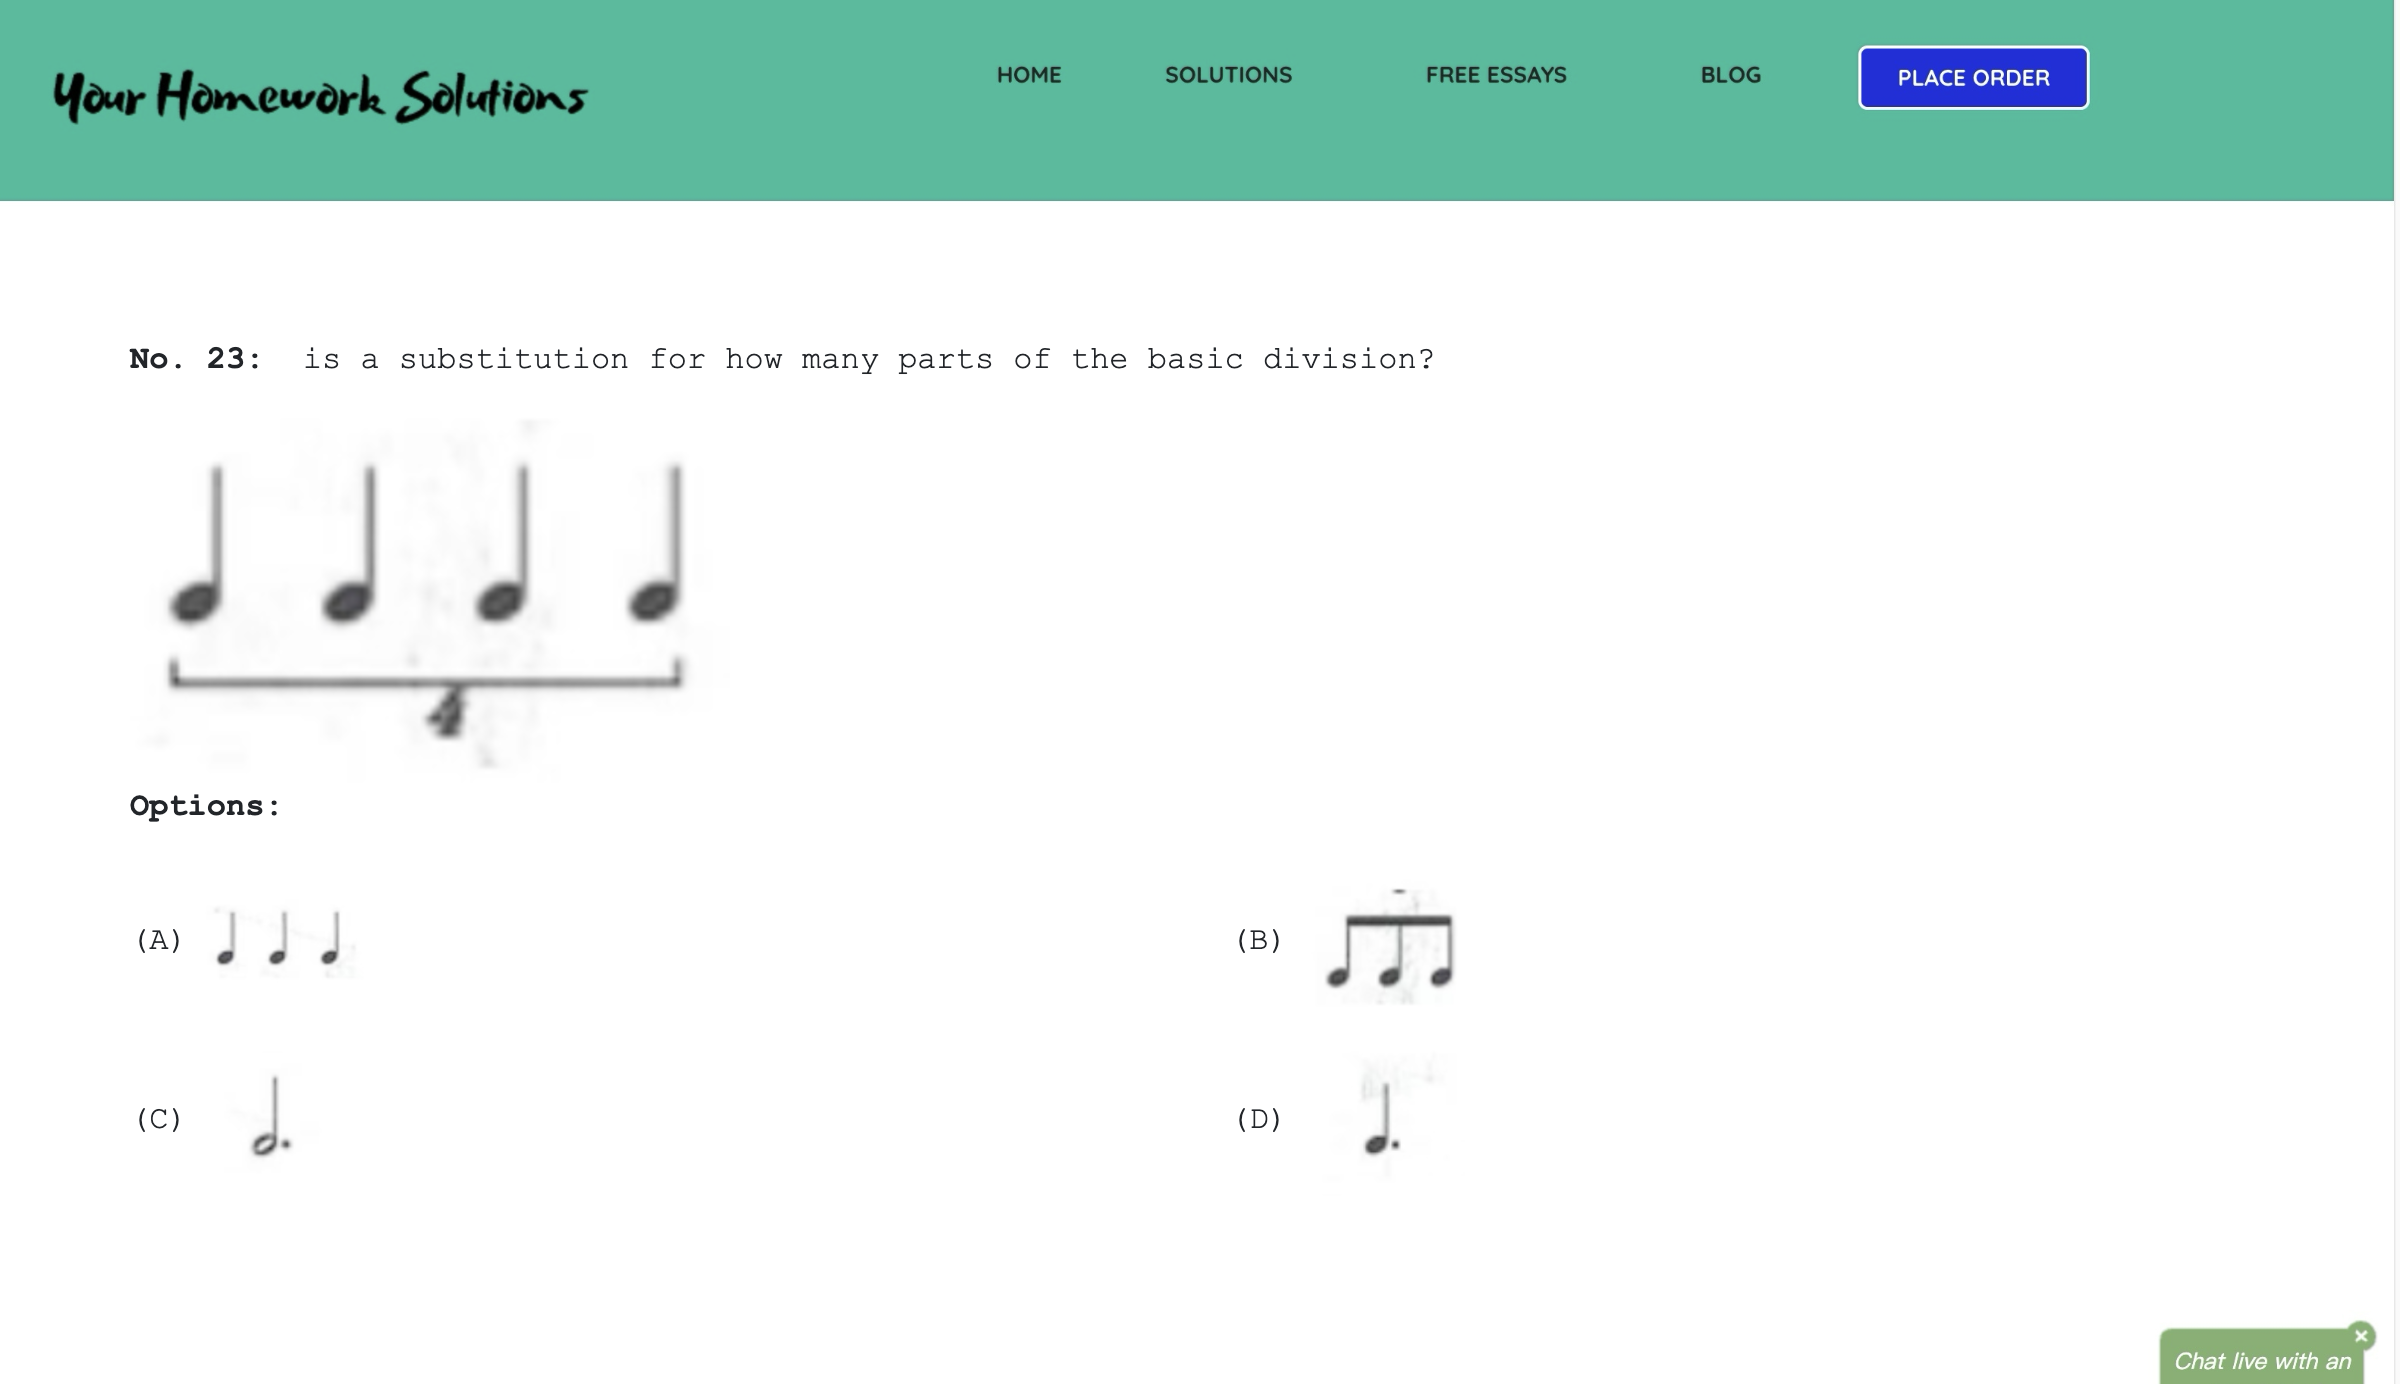 Your Homework Solutions
HOME SOLUTIONS FREE ESSAYS BLOG PLACE ORDER
No. 23: is a substitution for how many parts of the basic division?
4
Options:
(A) (B)
(C) (D)
Chat live with an